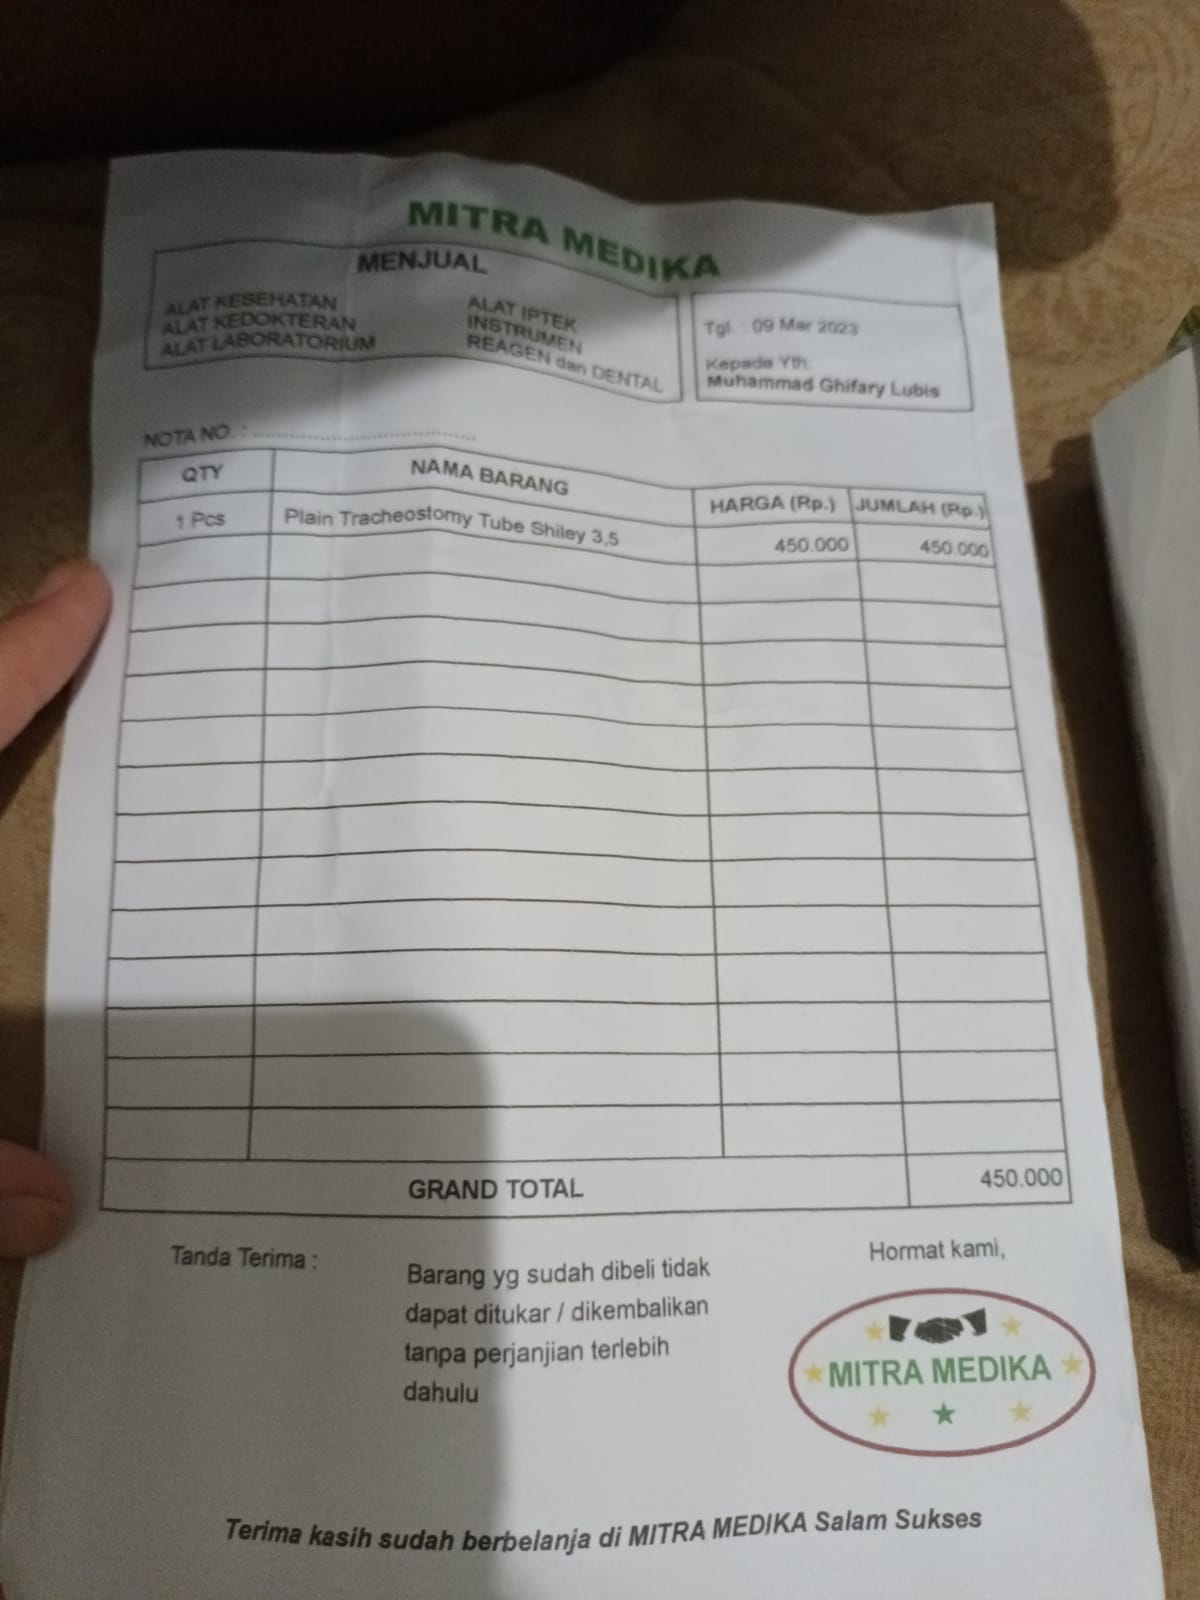 MITRA MEDIKA
MENJUAL
ALAT KESEHATAN
ALAT KEDOKTERAN
ALAT LABORATORIUM
ALAT IPTEK
INSTRUMEN
REAGEN dan DENTAL
Tgl. : 09 Mar 2023
Kepada Yth.
Muhammad Ghifary Lubis
NOTA NO. : ....................................
QTY NAMA BARANG HARGA (Rp.) JUMLAH (Rp.)
1 Pcs Plain Tracheostomy Tube Shiley 3,5 450.000 450.000
GRAND TOTAL 450.000
Tanda Terima :
Barang yg sudah dibeli tidak
dapat ditukar / dikembalikan
tanpa perjanjian terlebih
dahulu
Hormat kami,
MITRA MEDIKA
Terima kasih sudah berbelanja di MITRA MEDIKA Salam Sukses